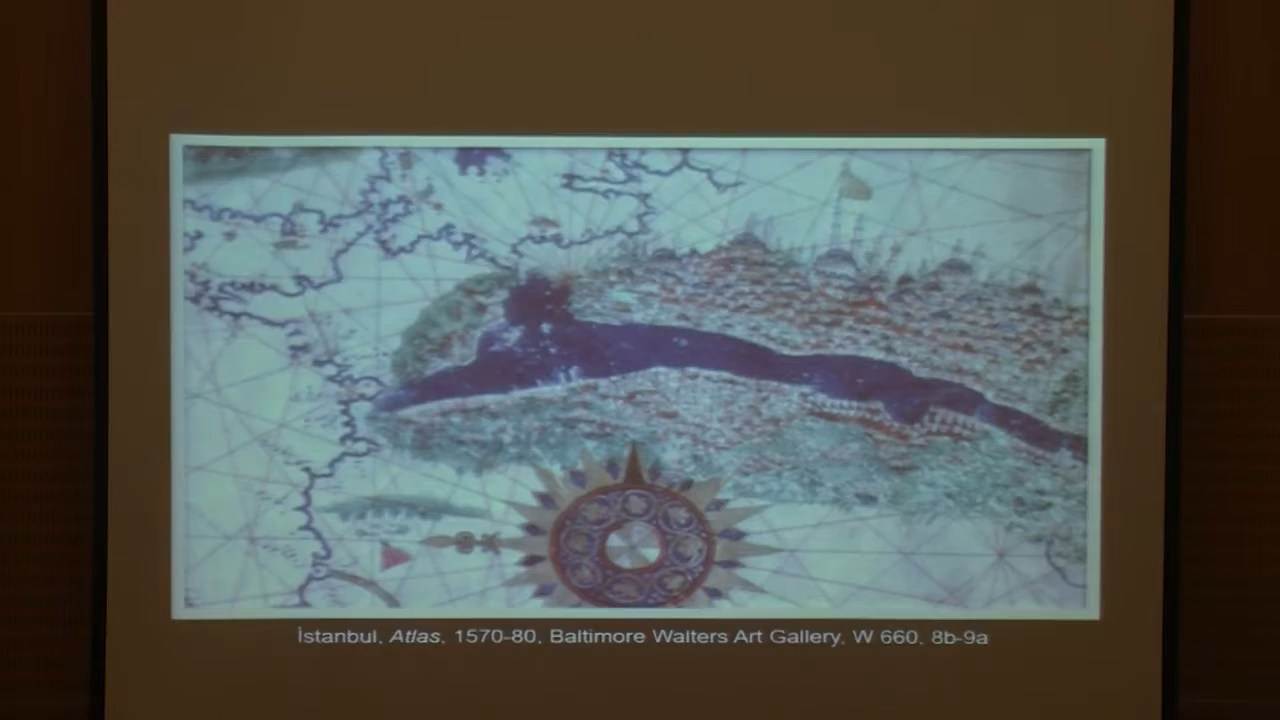 İstanbul, Atlas, 1570-80, Baltimore Walters Art Gallery, W 660, 8b-9a